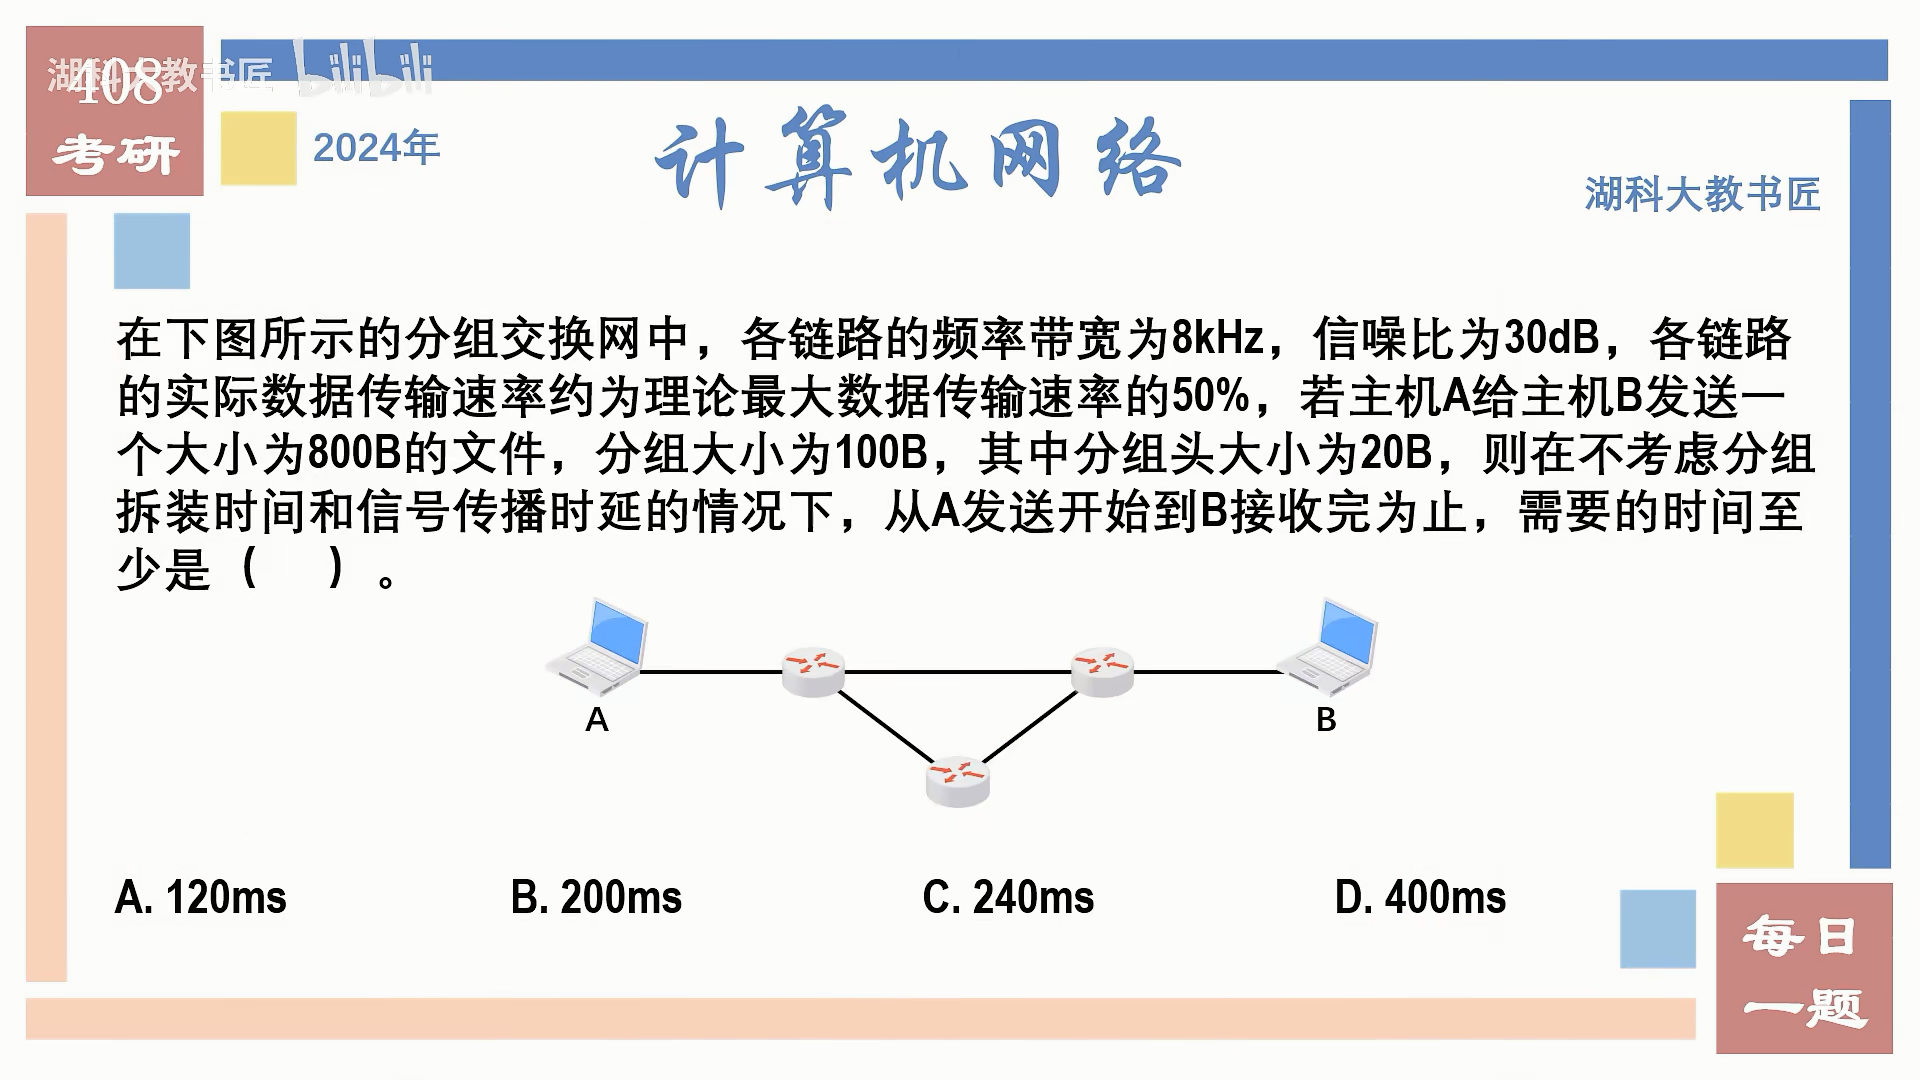 湖科大教书匠 bilibili
408
考研
2024年
计算机网络
湖科大教书匠
在下图所示的分组交换网中，各链路的频率带宽为8kHz，信噪比为30dB，各链路
的实际数据传输速率约为理论最大数据传输速率的50%，若主机A给主机B发送一
个大小为800B的文件，分组大小为100B，其中分组头大小为20B，则在不考虑分组
拆装时间和信号传播时延的情况下，从A发送开始到B接收完为止，需要的时间至
少是（ ）。
A
B
A. 120ms
B. 200ms
C. 240ms
D. 400ms
每日
一题